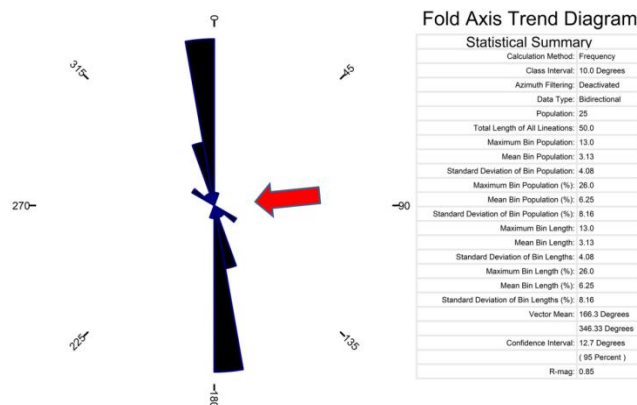 Fold Axis Trend Diagram
Statistical Summary
Calculation Method: Frequency
Class Interval: 10.0 Degrees
Azimuth Filtering: Deactivated
Data Type: Bidirectional
Population: 25
Total Length of All Lineations: 50.0
Maximum Bin Population: 13.0
Mean Bin Population: 3.13
Standard Deviation of Bin Population: 4.08
Maximum Bin Population (%): 26.0
Mean Bin Population (%): 6.25
Standard Deviation of Bin Population (%): 8.16
Maximum Bin Length: 13.0
Mean Bin Length: 3.13
Standard Deviation of Bin Lengths: 4.08
Maximum Bin Length (%): 26.0
Mean Bin Length (%): 6.25
Standard Deviation of Bin Lengths (%): 8.16
Vector Mean: 166.3 Degrees
346.33 Degrees
Confidence Interval: 12.7 Degrees
( 95 Percent )
R-mag: 0.85
0
45
90
135
180
225
270
315